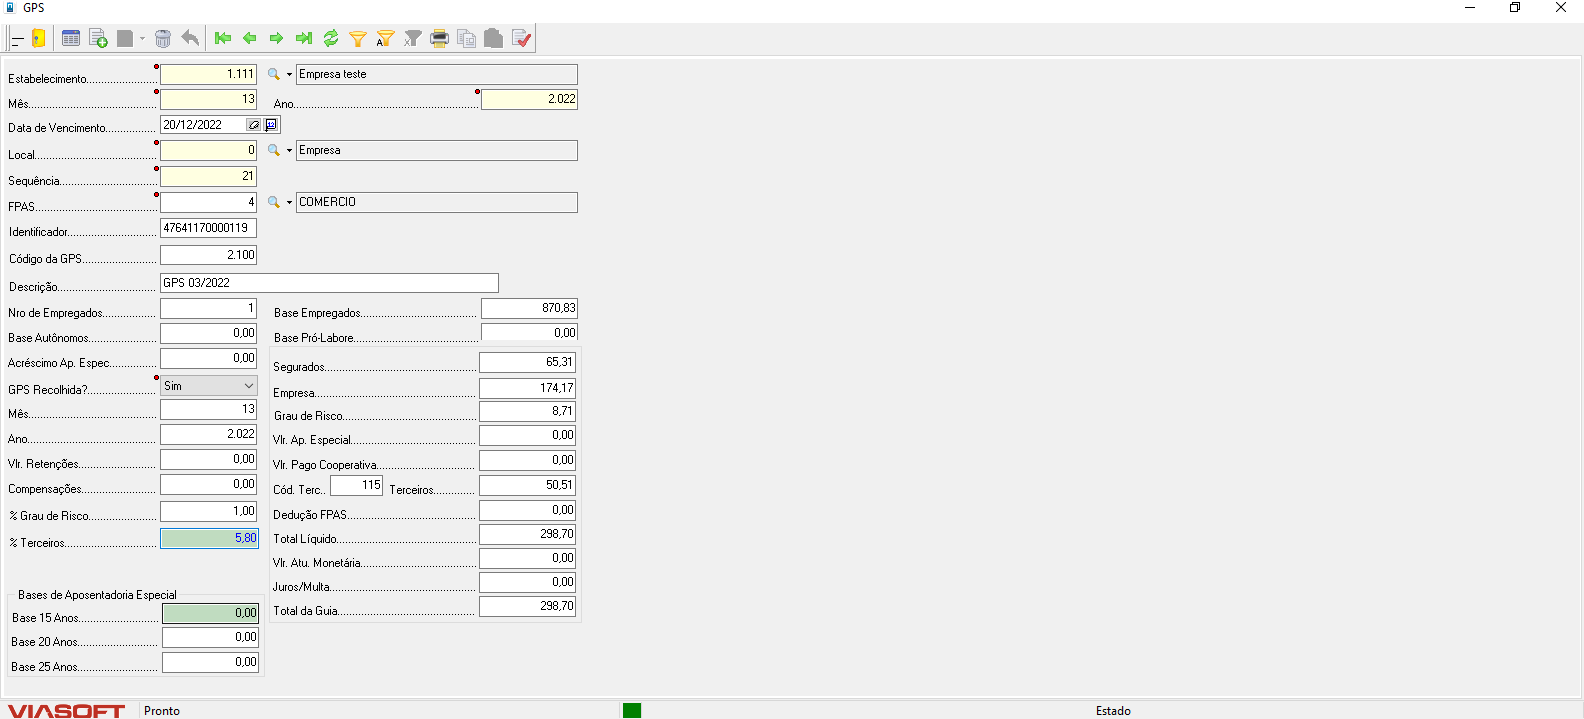 GPS
Estabelecimento 1.111 Empresa teste
Mês 13 Ano 2.022
Data de Vencimento 20/12/2022
Local 0 Empresa
Sequência 21
FPAS 4 COMERCIO
Identificador 47641170000119
Código da GPS 2.100
Descrição GPS 03/2022
Nro de Empregados 1 Base Empregados 870,83
Base Autônomos 0,00 Base Pró-Labore 0,00
Acréscimo Ap. Espec 0,00 Segurados 65,31
GPS Recolhida? Sim Empresa 174,17
Mês 13 Grau de Risco 8,71
Ano 2.022 Vlr. Ap. Especial 0,00
Vlr. Retenções 0,00 Vlr. Pago Cooperativa 0,00
Compensações 0,00 Cód. Terc.. 115 Terceiros 50,51
% Grau de Risco 1,00 Dedução FPAS 0,00
% Terceiros 5,80 Total Líquido 298,70
Vlr. Atu. Monetária 0,00
Juros/Multa 0,00
Bases de Aposentadoria Especial
Base 15 Anos 0,00 Total da Guia 298,70
Base 20 Anos 0,00
Base 25 Anos 0,00
VIASOFT Pronto Estado